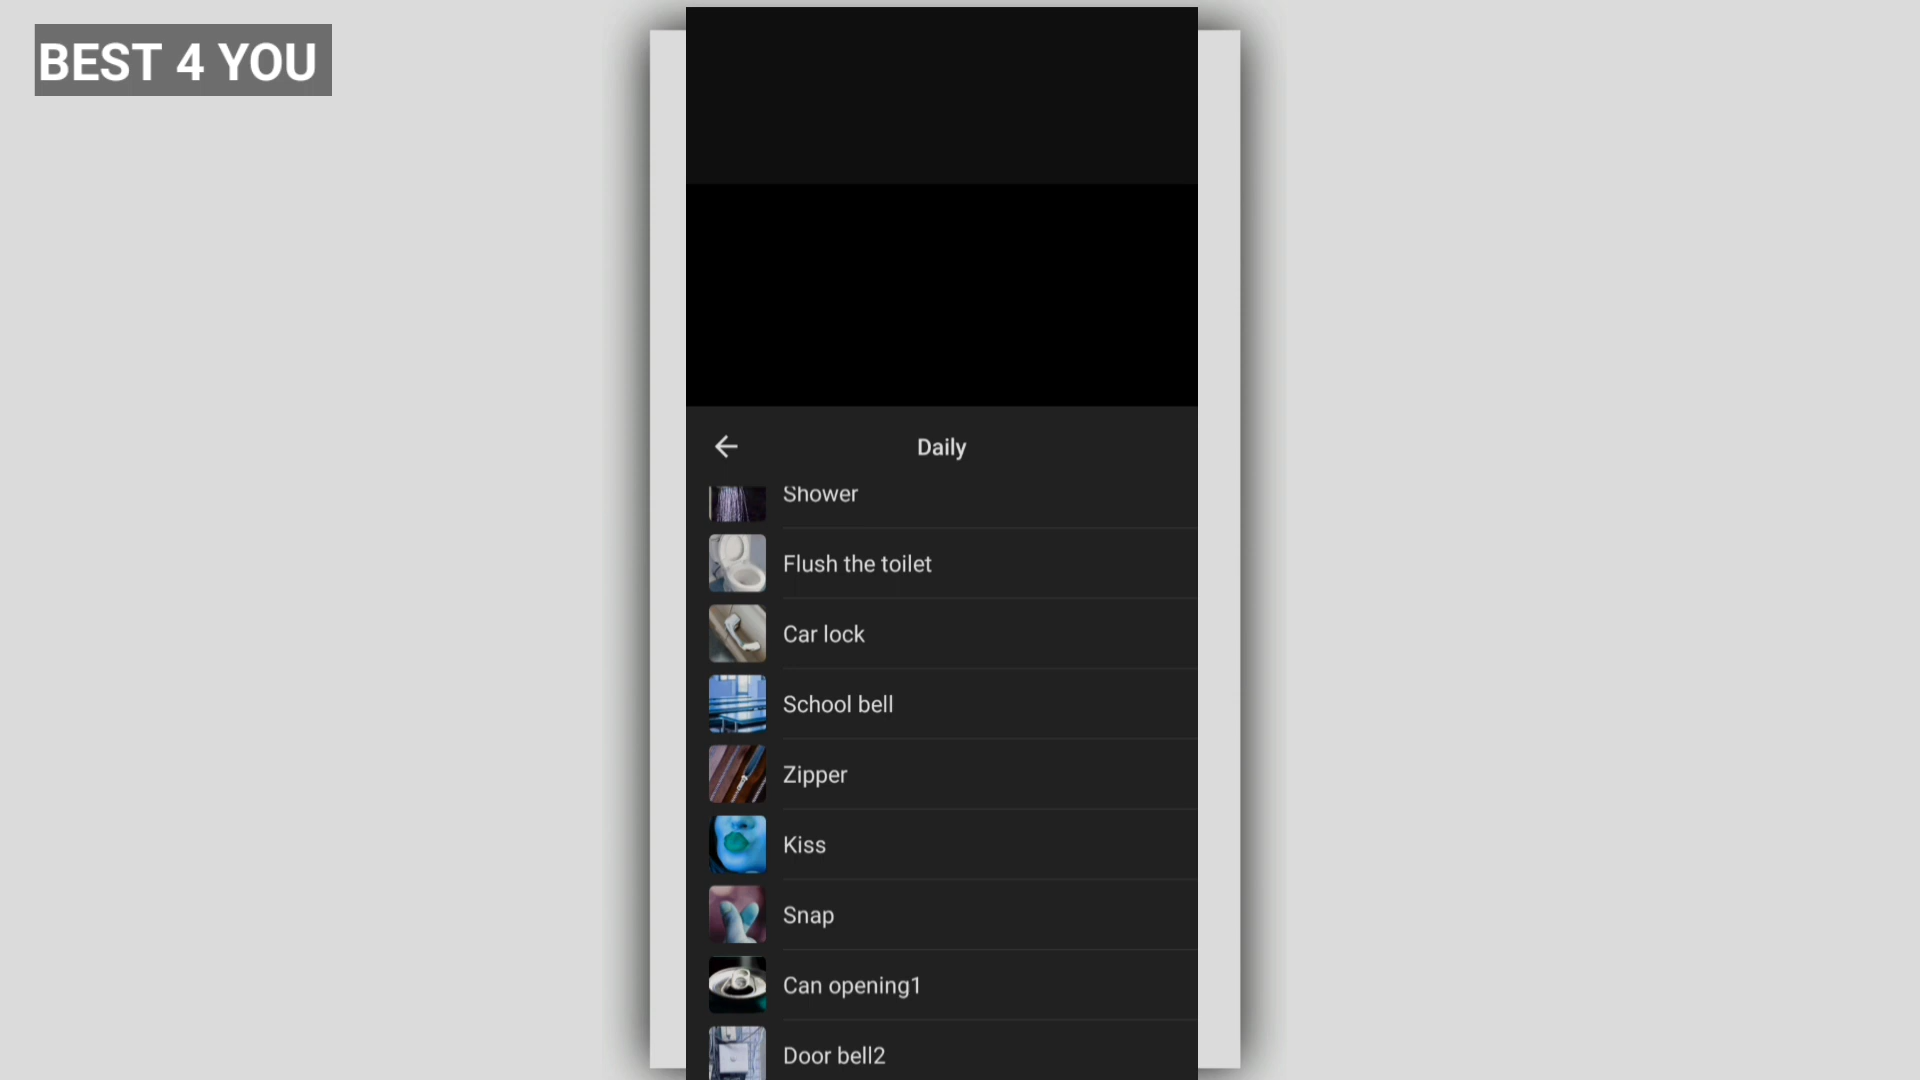 BEST 4 YOU
Daily
Shower
Flush the toilet
Car lock
School bell
Zipper
Kiss
Snap
Can opening1
Door bell2